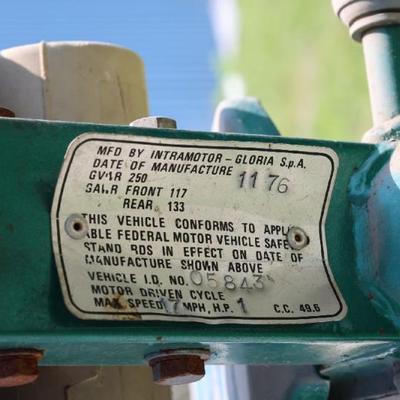 MFD BY INTRAMOTOR - GLORIA S.p.A.
DATE OF MANUFACTURE 11 76
GVWR 250
GAWR FRONT 117
REAR 133
THIS VEHICLE CONFORMS TO APPLI
ABLE FEDERAL MOTOR VEHICLE SAFE
STAND RDS IN EFFECT ON DATE OF
MANUFACTURE SHOWN ABOVE
VEHICLE I.D. NO. 05843
MOTOR DRIVEN CYCLE
MAX SPEED 17 MPH, H.P. 1 C.C. 49.6